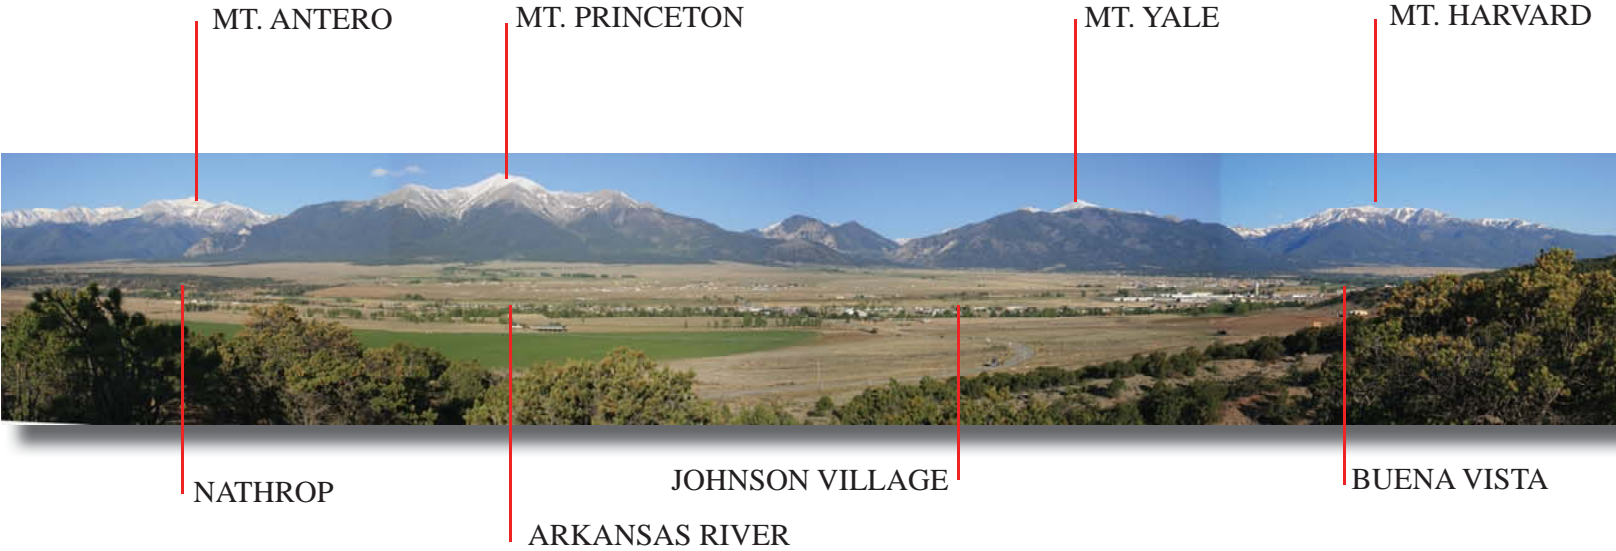 MT. ANTERO
MT. PRINCETON
MT. YALE
MT. HARVARD
NATHROP
JOHNSON VILLAGE
BUENA VISTA
ARKANSAS RIVER